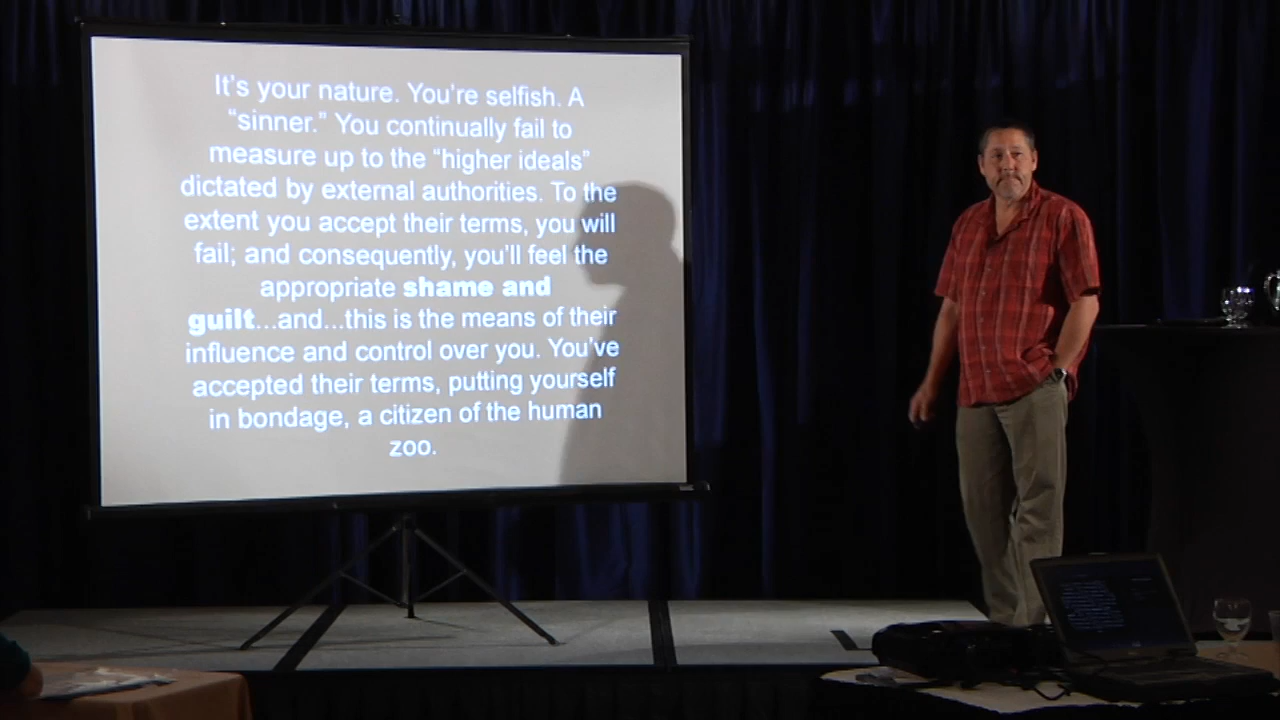 It's your nature. You're selfish. A
“sinner.” You continually fail to
measure up to the “higher ideals”
dictated by external authorities. To the
extent you accept their terms, you will
fail; and consequently, you'll feel the
appropriate shame and
guilt...and...this is the means of their
influence and control over you. You've
accepted their terms, putting yourself
in bondage, a citizen of the human
zoo.